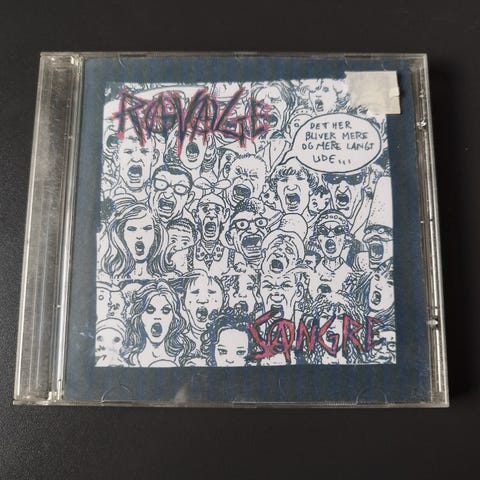 RAVAGE
DET HER
BLIVER MERE
OG MERE LANGT
UDE...
SANGRE